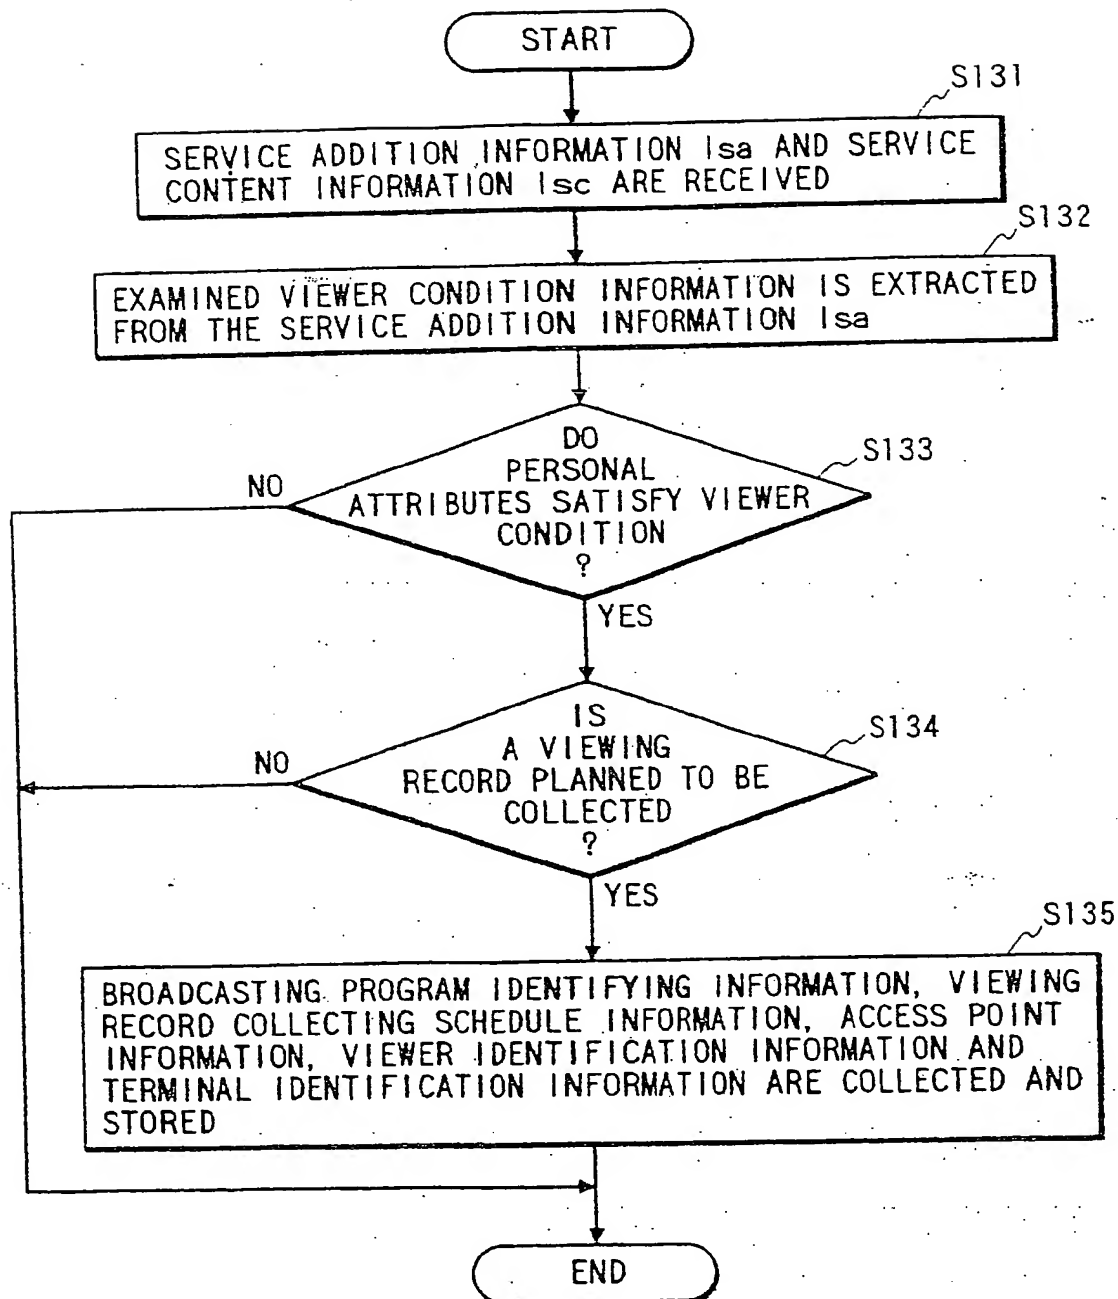 START
S131
SERVICE ADDITION INFORMATION Isa AND SERVICE
CONTENT INFORMATION Isc ARE RECEIVED
S132
EXAMINED VIEWER CONDITION INFORMATION IS EXTRACTED
FROM THE SERVICE ADDITION INFORMATION Isa
S133
DO
PERSONAL
ATTRIBUTES SATISFY VIEWER
CONDITION
?
NO
YES
S134
IS
A VIEWING
RECORD PLANNED TO BE
COLLECTED
?
NO
YES
S135
BROADCASTING PROGRAM IDENTIFYING INFORMATION, VIEWING
RECORD COLLECTING SCHEDULE INFORMATION, ACCESS POINT
INFORMATION, VIEWER IDENTIFICATION INFORMATION AND
TERMINAL IDENTIFICATION INFORMATION ARE COLLECTED AND
STORED
END